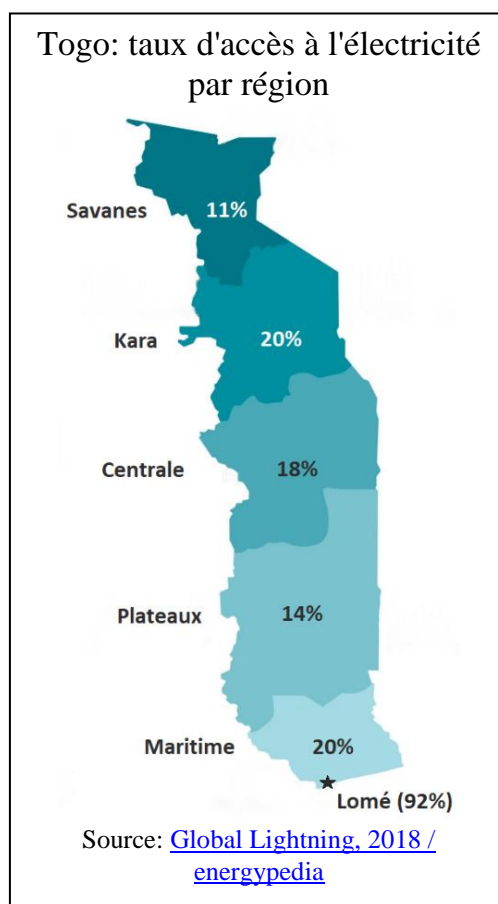 Togo: taux d'accès à l'électricité
par région
Savanes
11%
Kara
20%
Centrale
18%
Plateaux
14%
Maritime
20%
Lomé (92%)
Source: Global Lightning, 2018 /
energypedia